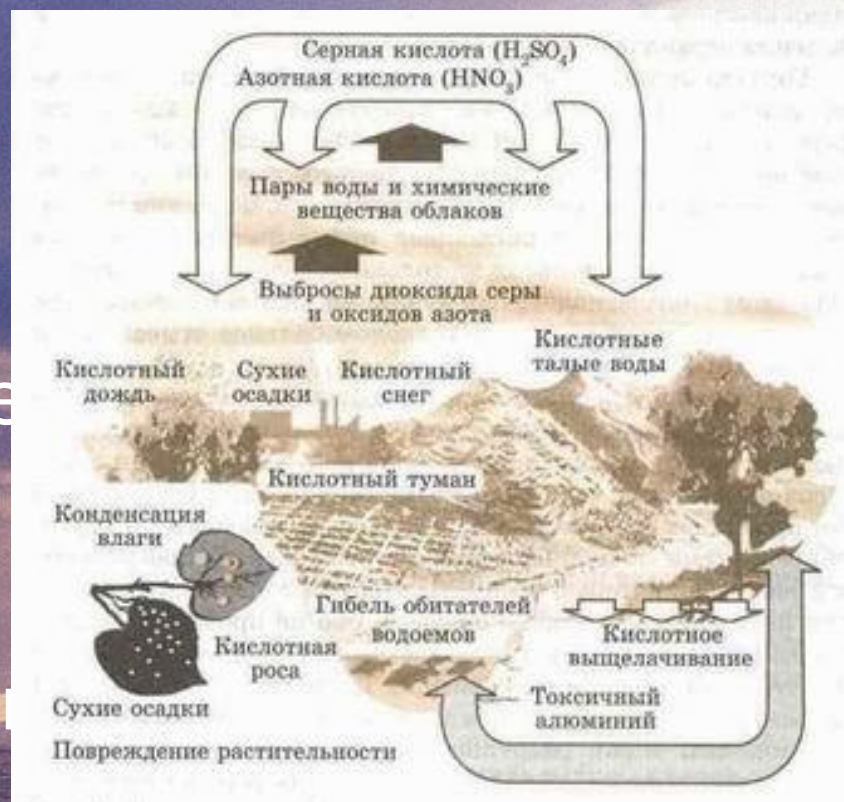 Серная кислота (H₂SO₄)
Азотная кислота (HNO₃)
Пары воды и химические
вещества облаков
Выбросы диоксида серы
и оксидов азота
Кислотные
талые воды
Кислотный
дождь
Сухие
осадки
Кислотный
снег
Кислотный туман
Конденсация
влаги
Гибель обитателей
водоемов
Кислотная
роса
Кислотное
выщелачивание
Сухие осадки
Токсичный
алюминий
Повреждение растительности